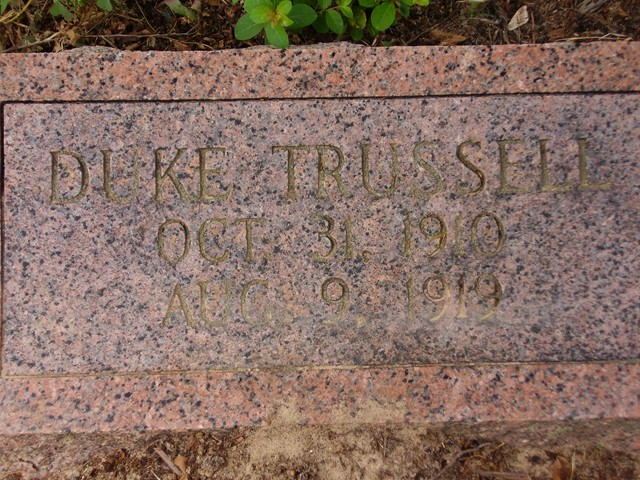 DUKE TRUSSELL
OCT. 31. 1910
AUG. 9, 1919